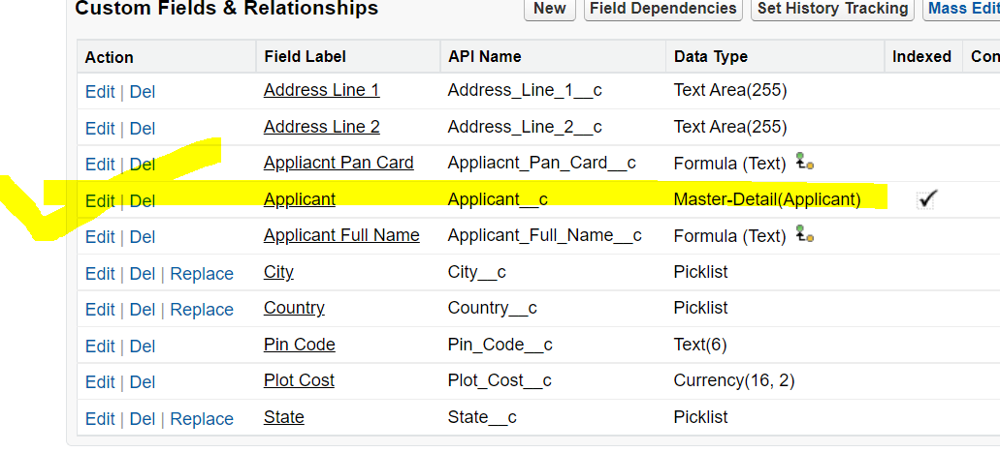 Custom Fields & Relationships New Field Dependencies Set History Tracking Mass Edit
Action Field Label API Name Data Type Indexed Con
Edit | Del Address Line 1 Address_Line_1__c Text Area(255)
Edit | Del Address Line 2 Address_Line_2__c Text Area(255)
Edit | Del Appliacnt Pan Card Appliacnt_Pan_Card__c Formula (Text)
Edit | Del Applicant Applicant__c Master-Detail(Applicant)
Edit | Del Applicant Full Name Applicant_Full_Name__c Formula (Text)
Edit | Del | Replace City City__c Picklist
Edit | Del | Replace Country Country__c Picklist
Edit | Del Pin Code Pin_Code__c Text(6)
Edit | Del Plot Cost Plot_Cost__c Currency(16, 2)
Edit | Del | Replace State State__c Picklist